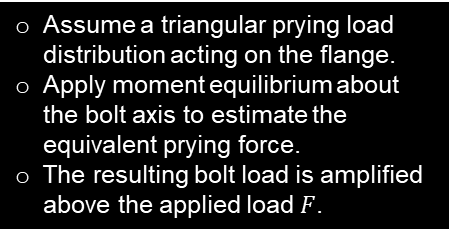 ○ Assume a triangular prying load
distribution acting on the flange.
○ Apply moment equilibrium about
the bolt axis to estimate the
equivalent prying force.
○ The resulting bolt load is amplified
above the applied load F.